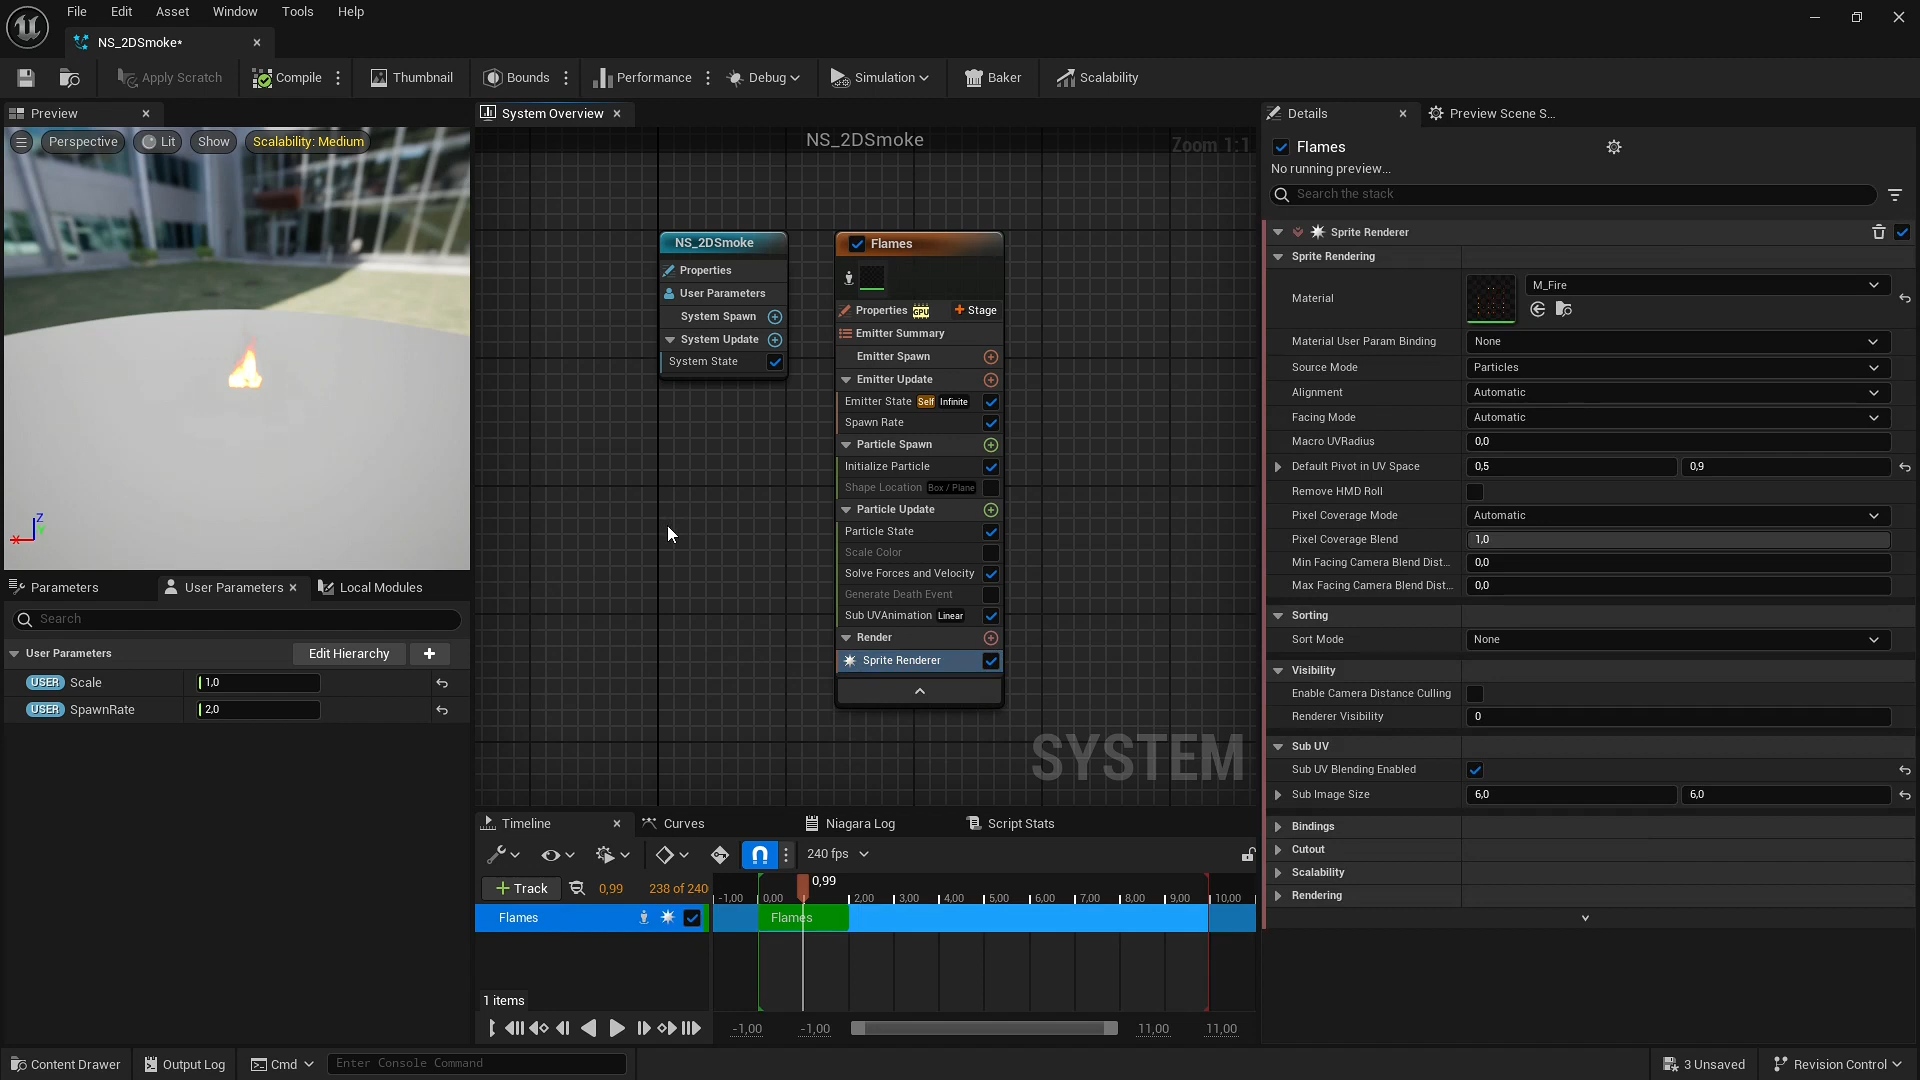 File Edit Asset Window Tools Help
NS_2DSmoke*
Apply Scratch Compile Thumbnail Bounds Performance Debug Simulation Baker Scalability
Preview
Perspective Lit Show Scalability: Medium
Z
Y
X
Parameters User Parameters Local Modules
Search
User Parameters Edit Hierarchy
USER Scale 1,0
USER SpawnRate 2,0
System Overview
NS_2DSmoke
Zoom 1:1
NS_2DSmoke
Properties
User Parameters
System Spawn
System Update
System State
Flames
Properties GPU Stage
Emitter Summary
Emitter Spawn
Emitter Update
Emitter State Self Infinite
Spawn Rate
Particle Spawn
Initialize Particle
Shape Location Box / Plane
Particle Update
Particle State
Scale Color
Solve Forces and Velocity
Generate Death Event
Sub UVAnimation Linear
Render
Sprite Renderer
SYSTEM
Timeline Curves Niagara Log Script Stats
240 fps
Track 0,99 238 of 240
0,99
-1,00 0,00 2,00 3,00 4,00 5,00 6,00 7,00 8,00 9,00 10,00
Flames
Flames
1 items
-1,00 -1,00 11,00 11,00
Details Preview Scene S...
Flames
No running preview...
Search the stack
Sprite Renderer
Sprite Rendering
Material M_Fire
Material User Param Binding None
Source Mode Particles
Alignment Automatic
Facing Mode Automatic
Macro UVRadius 0,0
Default Pivot in UV Space 0,5 0,9
Remove HMD Roll
Pixel Coverage Mode Automatic
Pixel Coverage Blend 1,0
Min Facing Camera Blend Dist... 0,0
Max Facing Camera Blend Dist... 0,0
Sorting
Sort Mode None
Visibility
Enable Camera Distance Culling
Renderer Visibility 0
Sub UV
Sub UV Blending Enabled
Sub Image Size 6,0 6,0
Bindings
Cutout
Scalability
Rendering
Content Drawer Output Log Cmd Enter Console Command 3 Unsaved Revision Control